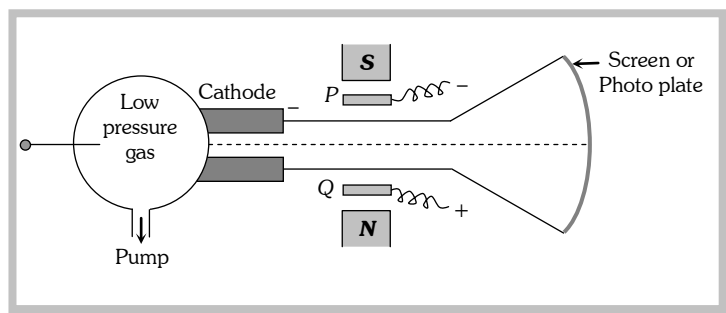 S
Screen or
Photo plate
Cathode
−
P
−
Low
pressure
gas
Q
+
N
Pump